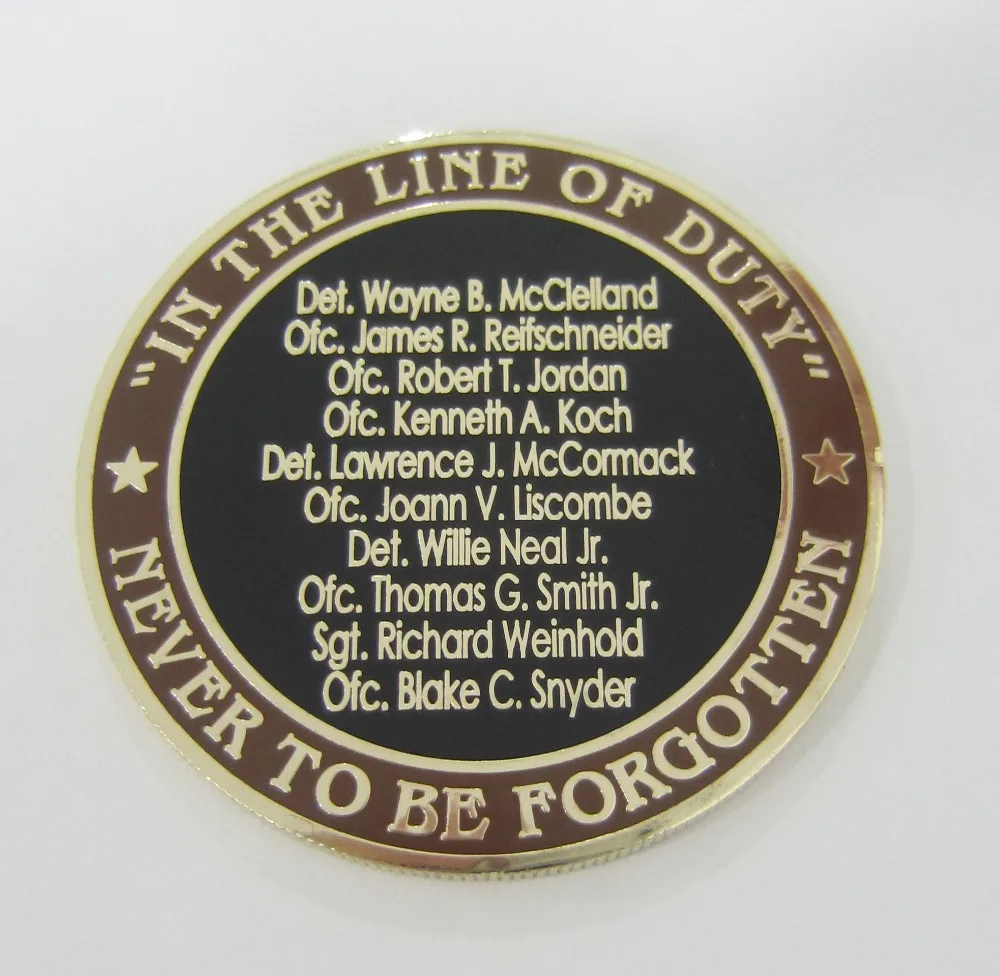 "IN THE LINE OF DUTY"
Det. Wayne B. McClelland
Ofc. James R. Reifschneider
Ofc. Robert T. Jordan
Ofc. Kenneth A. Koch
Det. Lawrence J. McCormack
Ofc. Joann V. Liscombe
Det. Willie Neal Jr.
Ofc. Thomas G. Smith Jr.
Sgt. Richard Weinhold
Ofc. Blake C. Snyder
NEVER TO BE FORGOTTEN